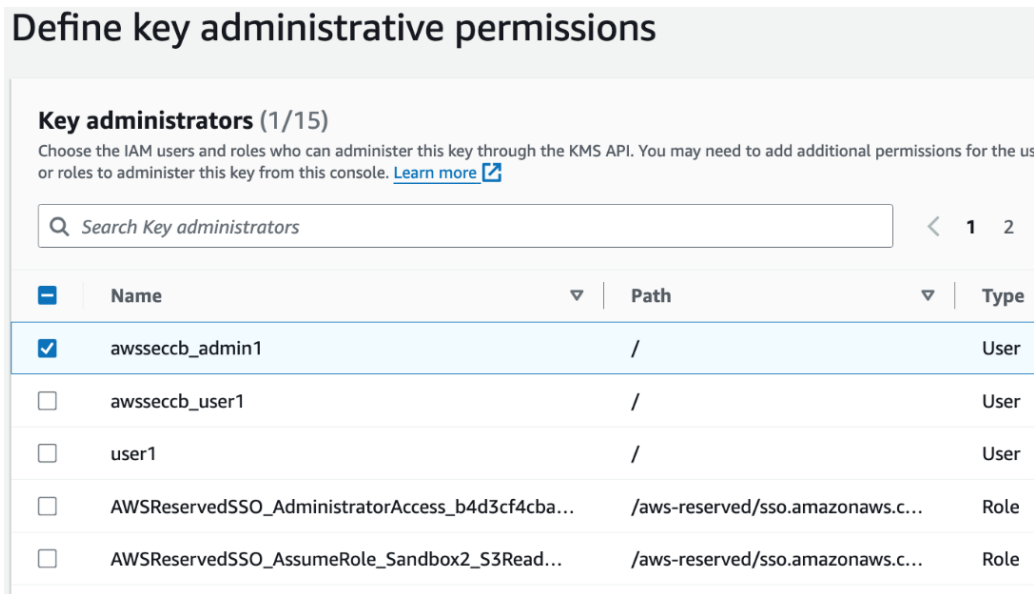 Define key administrative permissions
Key administrators (1/15)
Choose the IAM users and roles who can administer this key through the KMS API. You may need to add additional permissions for the us
or roles to administer this key from this console. Learn more
Search Key administrators
1 2
Name Path Type
awsseccb_admin1 / User
awsseccb_user1 / User
user1 / User
AWSReservedSSO_AdministratorAccess_b4d3cf4cba... /aws-reserved/sso.amazonaws.c... Role
AWSReservedSSO_AssumeRole_Sandbox2_S3Read... /aws-reserved/sso.amazonaws.c... Role